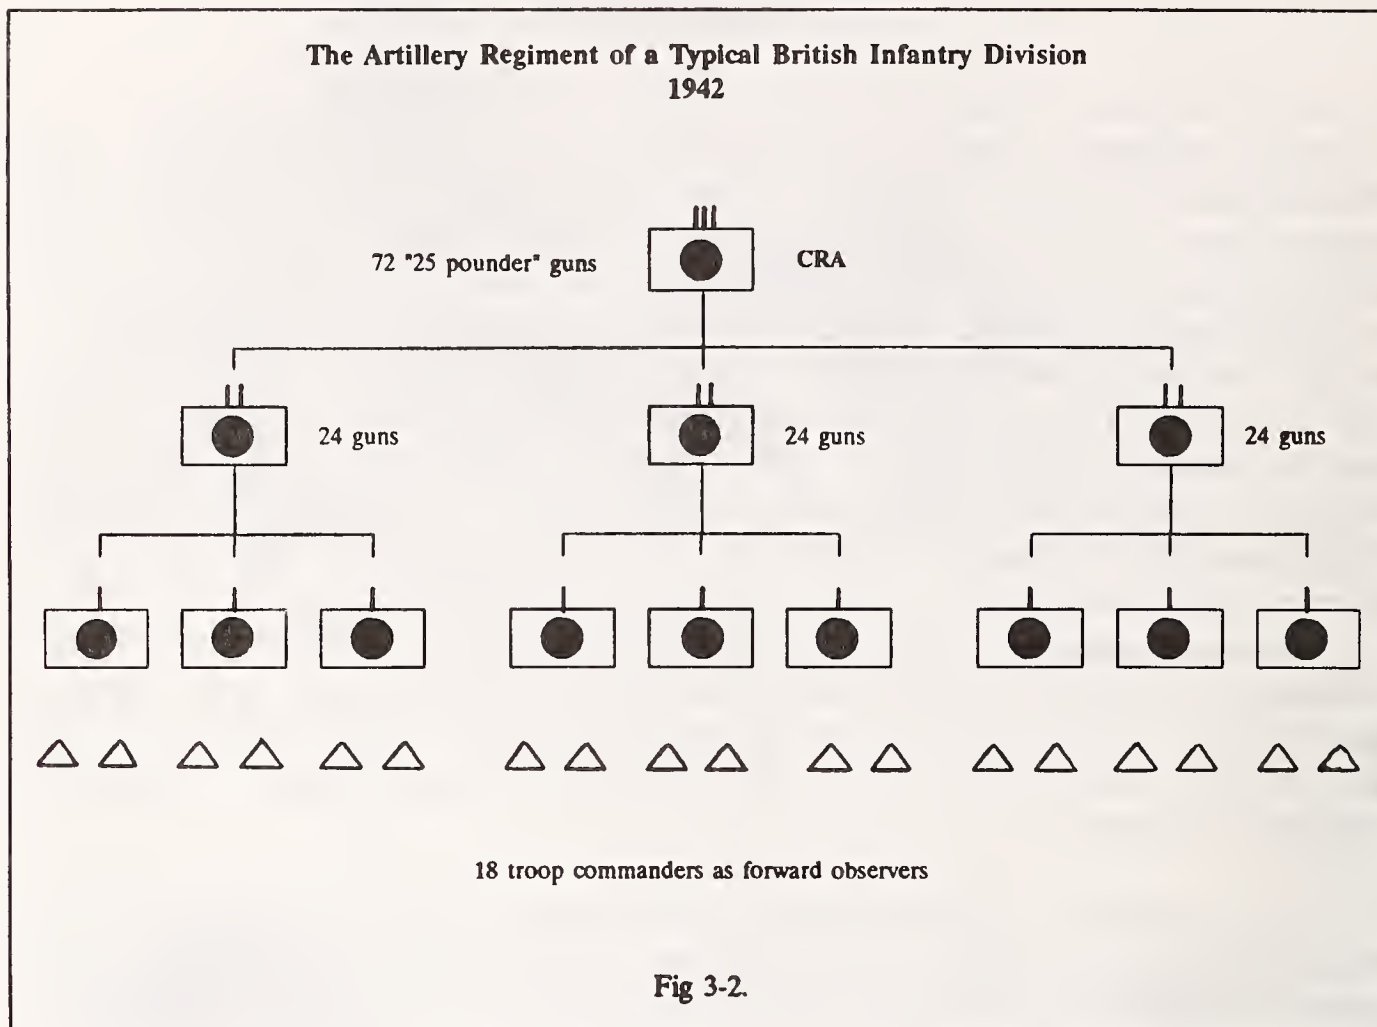 The Artillery Regiment of a Typical British Infantry Division
1942
72 "25 pounder" guns
CRA
24 guns
24 guns
24 guns
18 troop commanders as forward observers
Fig 3-2.